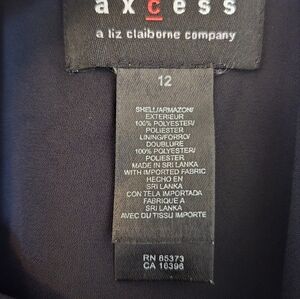 axcess
a liz claiborne company
12
SHELL/ARMAZON/
EXTERIEUR
100% POLYESTER/
POLIESTER
LINING/FORRO/
DOUBLURE
100% POLYESTER/
POLIESTER
MADE IN SRI LANKA
WITH IMPORTED FABRIC
HECHO EN
SRI LANKA
CON TELA IMPORTADA
FABRIQUE A
SRI LANKA
AVEC DU TISSU IMPORTE
RN 85373
CA 16396